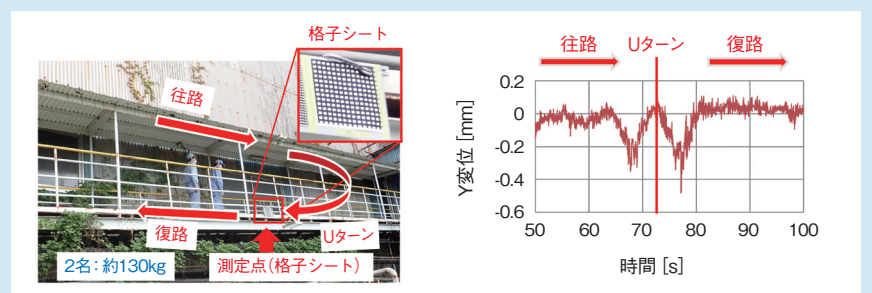 格子シート
往路
復路
Uターン
2名：約130kg
測定点(格子シート)
往路 Uターン 復路
Y変位 [mm]
0.2
0
-0.2
-0.4
-0.6
50 60 70 80 90 100
時間 [s]